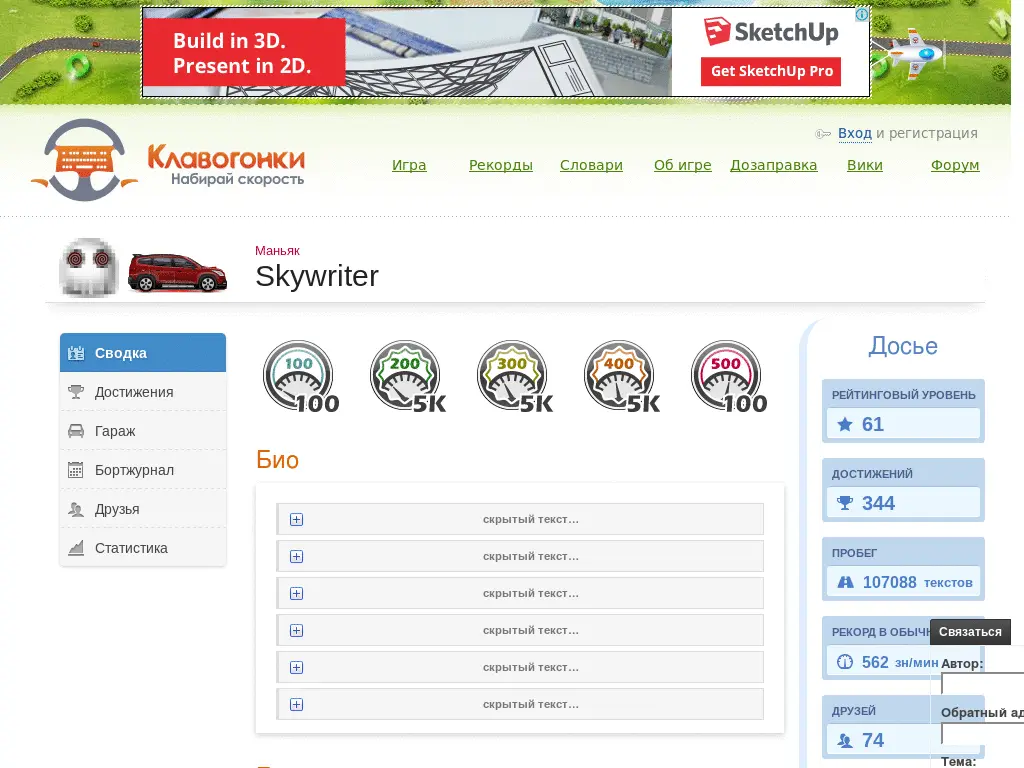 Build in 3D.
Present in 2D.
SketchUp
Get SketchUp Pro
Клавогонки
Набирай скорость
Вход и регистрация
Игра
Рекорды
Словари
Об игре
Дозаправка
Вики
Форум
Маньяк
Skywriter
Сводка
Достижения
Гараж
Бортжурнал
Друзья
Статистика
100
100
200
5K
300
5K
400
5K
500
100
Био
скрытый текст…
скрытый текст…
скрытый текст…
скрытый текст…
скрытый текст…
скрытый текст…
Досье
РЕЙТИНГОВЫЙ УРОВЕНЬ
61
ДОСТИЖЕНИЙ
344
ПРОБЕГ
107088 текстов
РЕКОРД В ОБЫЧН
562 зн/мин
ДРУЗЕЙ
74
Связаться
Автор:
Обратный ад
Тема: